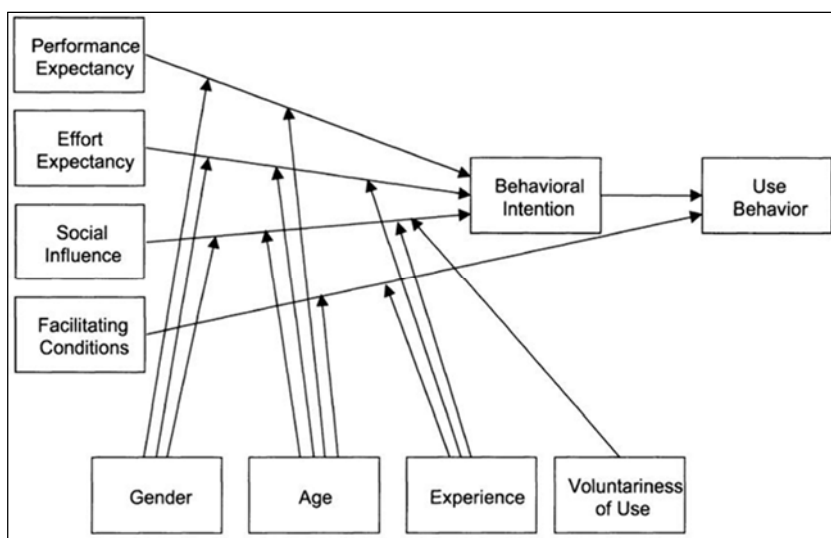 Performance
Expectancy
Effort
Expectancy
Social
Influence
Facilitating
Conditions
Behavioral
Intention
Use
Behavior
Gender
Age
Experience
Voluntariness
of Use